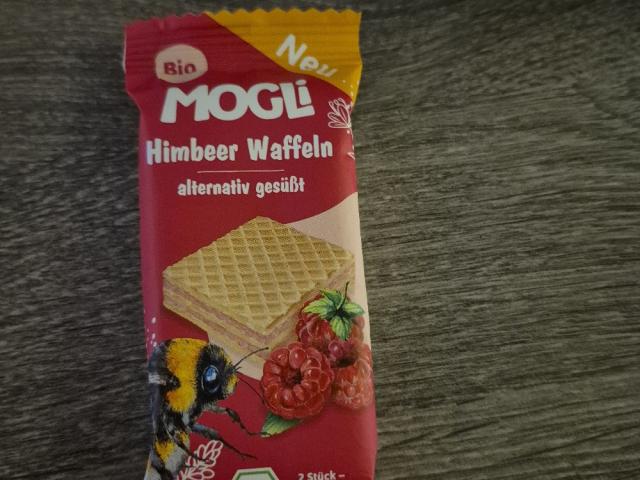 Bio
Neu
MOGLi
Himbeer Waffeln
alternativ gesüßt
2 Stück –